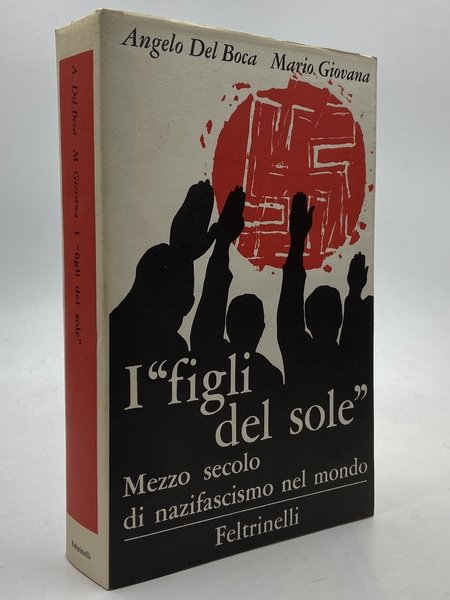 Angelo Del Boca Mario Giovana
I "figli
del sole"
Mezzo secolo
di nazifascismo nel mondo
Feltrinelli
A. Del Boca M. Giovana I "figli del sole"
Feltrinelli